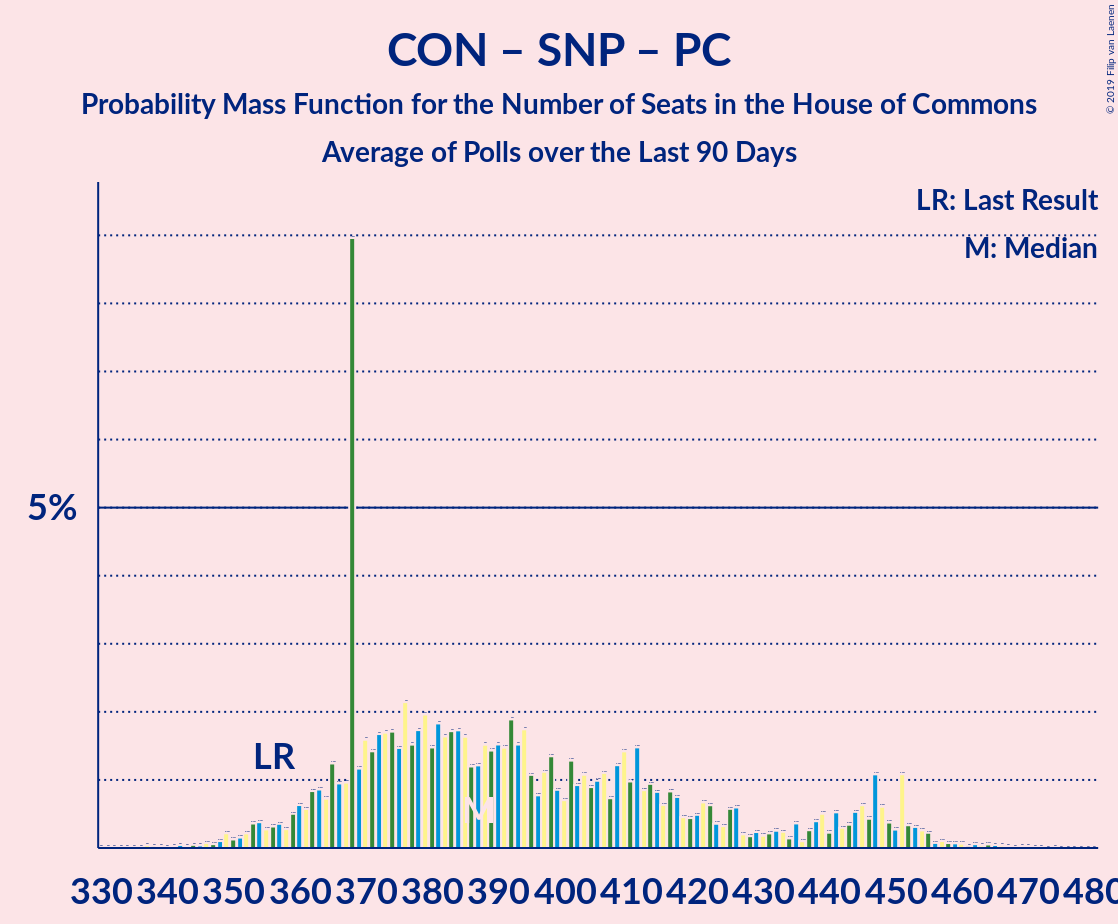 CON – SNP – PC
Probability Mass Function for the Number of Seats in the House of Commons
Average of Polls over the Last 90 Days
© 2019 Filip van Laenen
LR: Last Result
M: Median
5%
LR
M
330 340 350 360 370 380 390 400 410 420 430 440 450 460 470 480